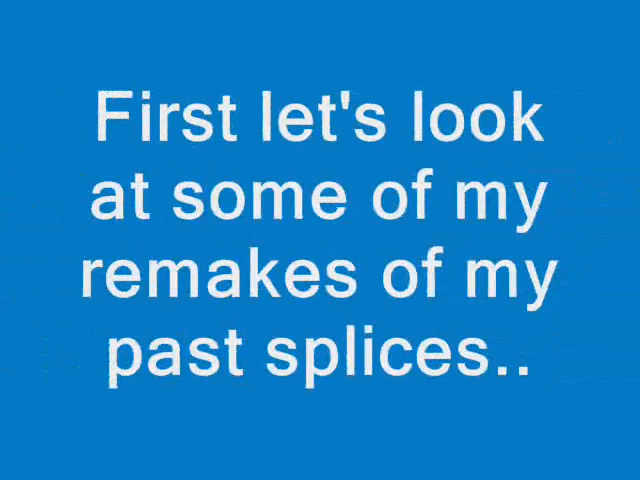 First let's look
at some of my
remakes of my
past splices..